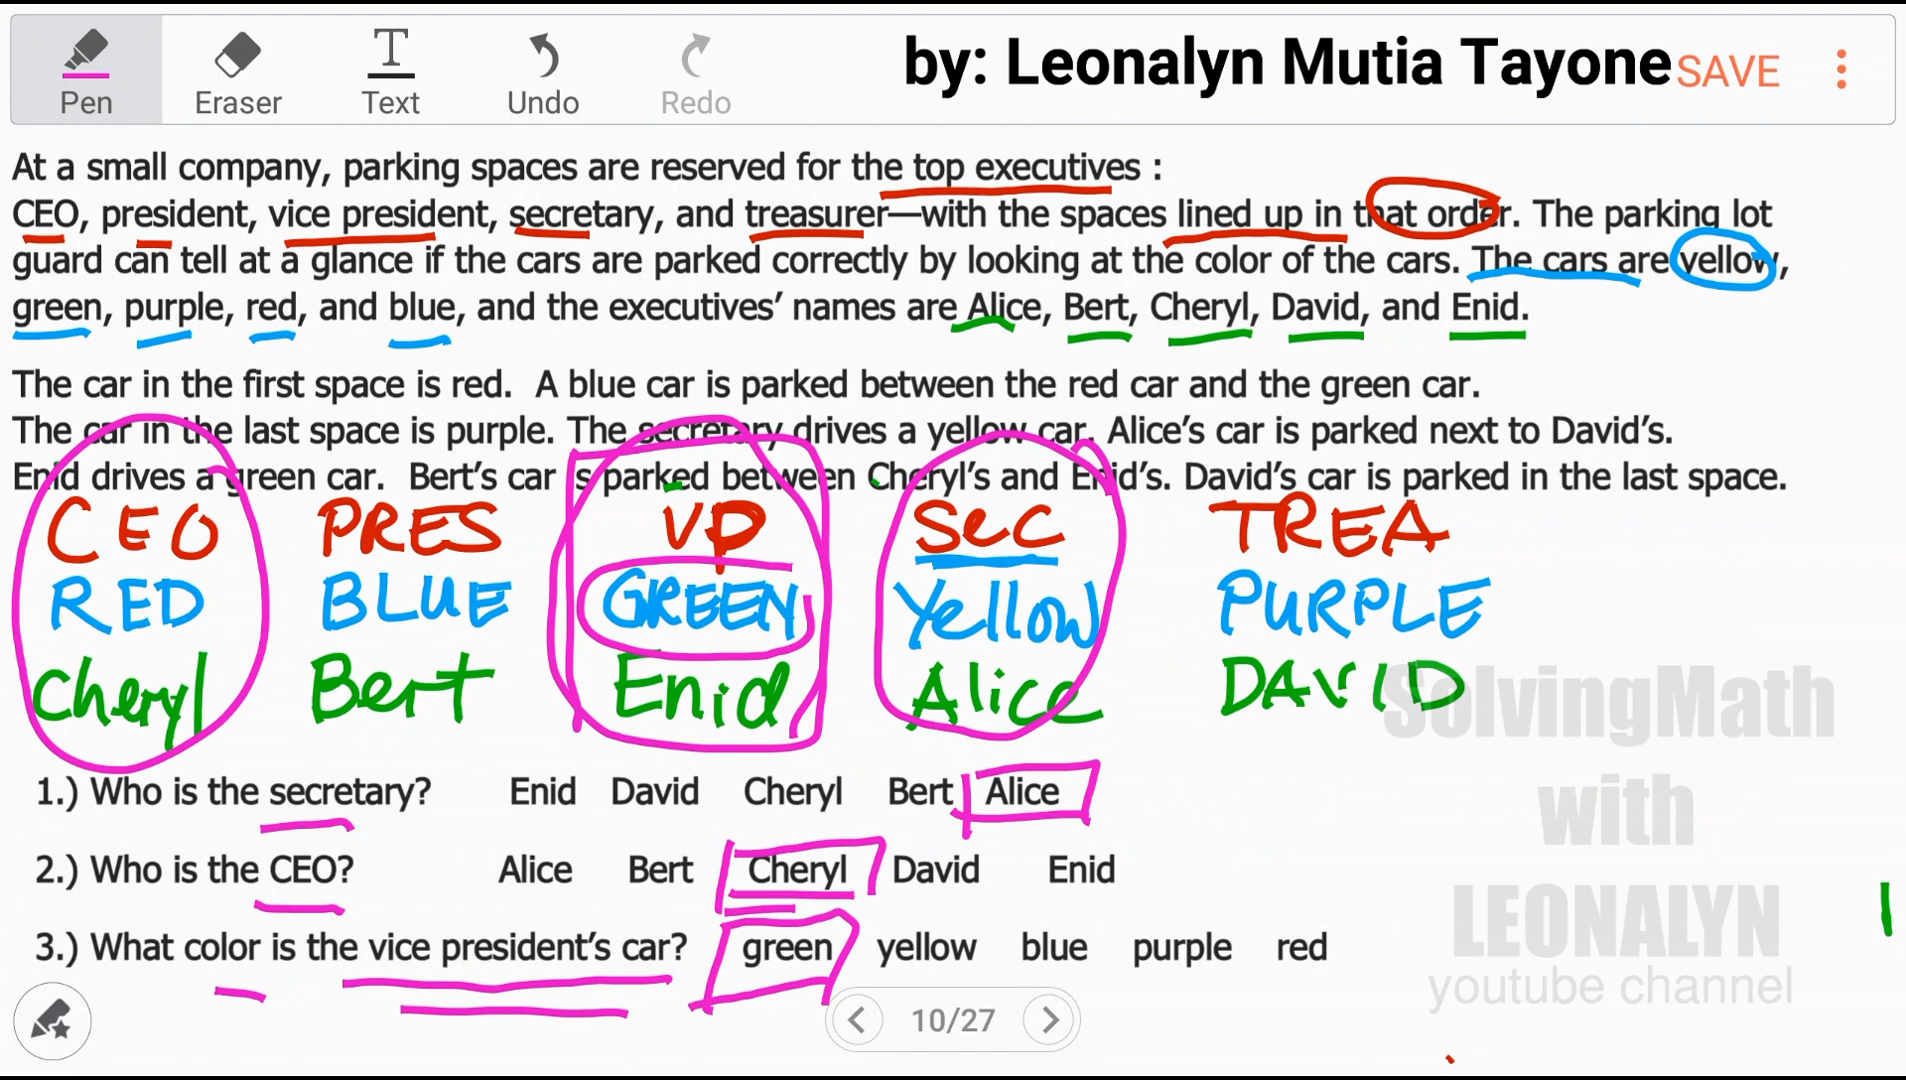 by: Leonalyn Mutia Tayone SAVE
Pen Eraser Text Undo Redo
At a small company, parking spaces are reserved for the top executives :
CEO, president, vice president, secretary, and treasurer—with the spaces lined up in that order. The parking lot
guard can tell at a glance if the cars are parked correctly by looking at the color of the cars. The cars are yellow,
green, purple, red, and blue, and the executives’ names are Alice, Bert, Cheryl, David, and Enid.
The car in the first space is red. A blue car is parked between the red car and the green car.
The car in the last space is purple. The secretary drives a yellow car. Alice’s car is parked next to David’s.
Enid drives a green car. Bert’s car is parked between Cheryl’s and Enid’s. David’s car is parked in the last space.
CEO PRES VP SeC TREA
RED BLUE GREEN Yellow PURPLE
Cheryl Bert Enid Alice DAVID
SolvingMath
with
LEONALYN
youtube channel
1.) Who is the secretary? Enid David Cheryl Bert Alice
2.) Who is the CEO? Alice Bert Cheryl David Enid
3.) What color is the vice president’s car? green yellow blue purple red
10/27